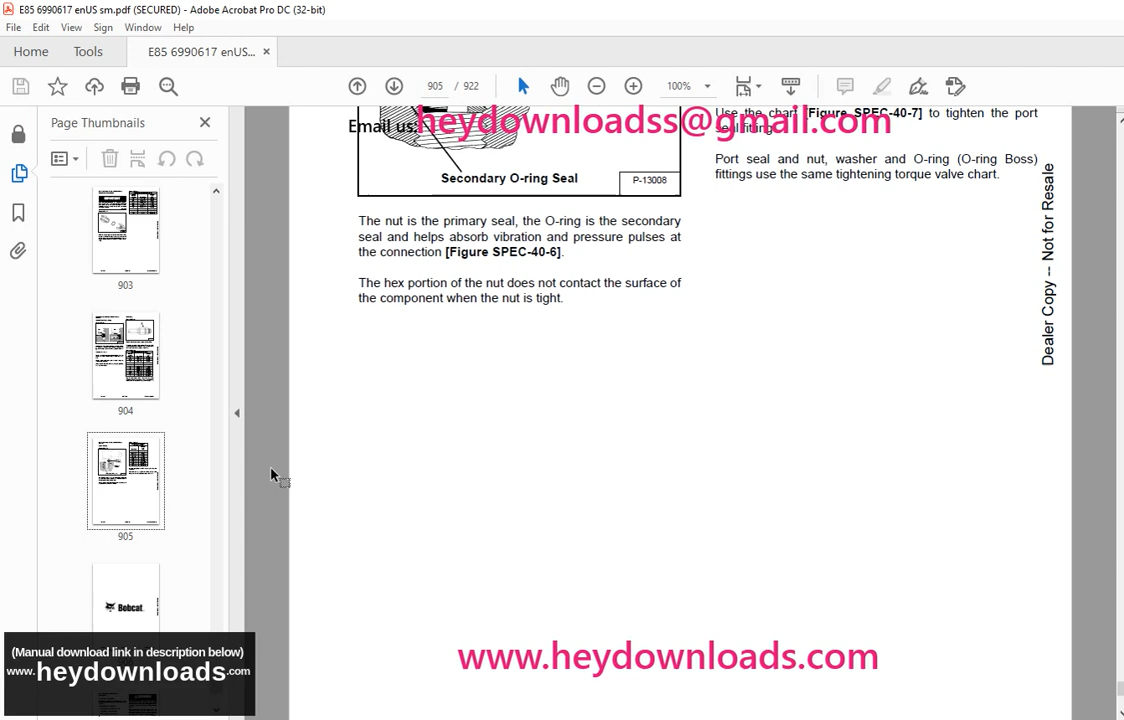 E85 6990617 enUS sm.pdf (SECURED) - Adobe Acrobat Pro DC (32-bit)
File Edit View Sign Window Help
Home Tools E85 6990617 enUS... ×
905 / 922 100%
Page Thumbnails
903
904
905
Bobcat
Email us: heydownloadss@gmail.com
Secondary O-ring Seal
P-13008
The nut is the primary seal, the O-ring is the secondary
seal and helps absorb vibration and pressure pulses at
the connection [Figure SPEC-40-6].
The hex portion of the nut does not contact the surface of
the component when the nut is tight.
Use the chart [Figure SPEC-40-7] to tighten the port
seal fitting.
Port seal and nut, washer and O-ring (O-ring Boss)
fittings use the same tightening torque valve chart.
Dealer Copy -- Not for Resale
(Manual download link in description below)
www.heydownloads.com
www.heydownloads.com